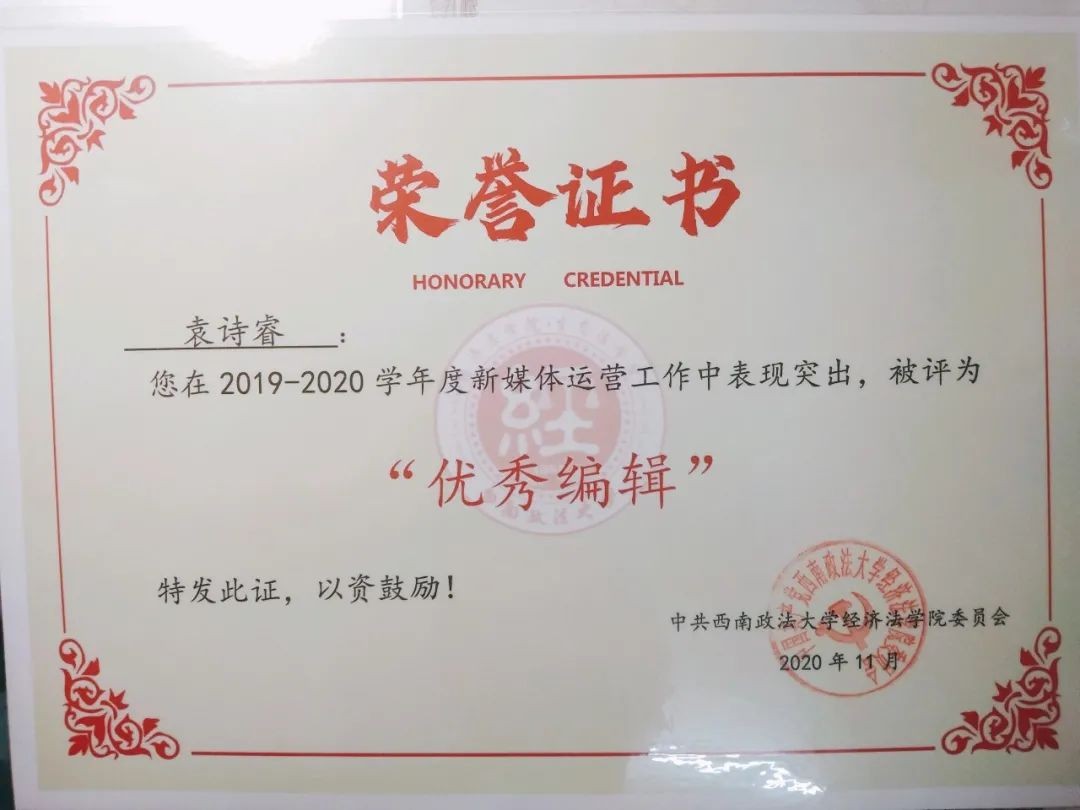 荣誉证书
HONORARY CREDENTIAL
袁诗睿：
您在2019-2020学年度新媒体运营工作中表现突出，被评为
“优秀编辑”
特发此证，以资鼓励！
中共西南政法大学经济法学院委员会
2020年11月
經